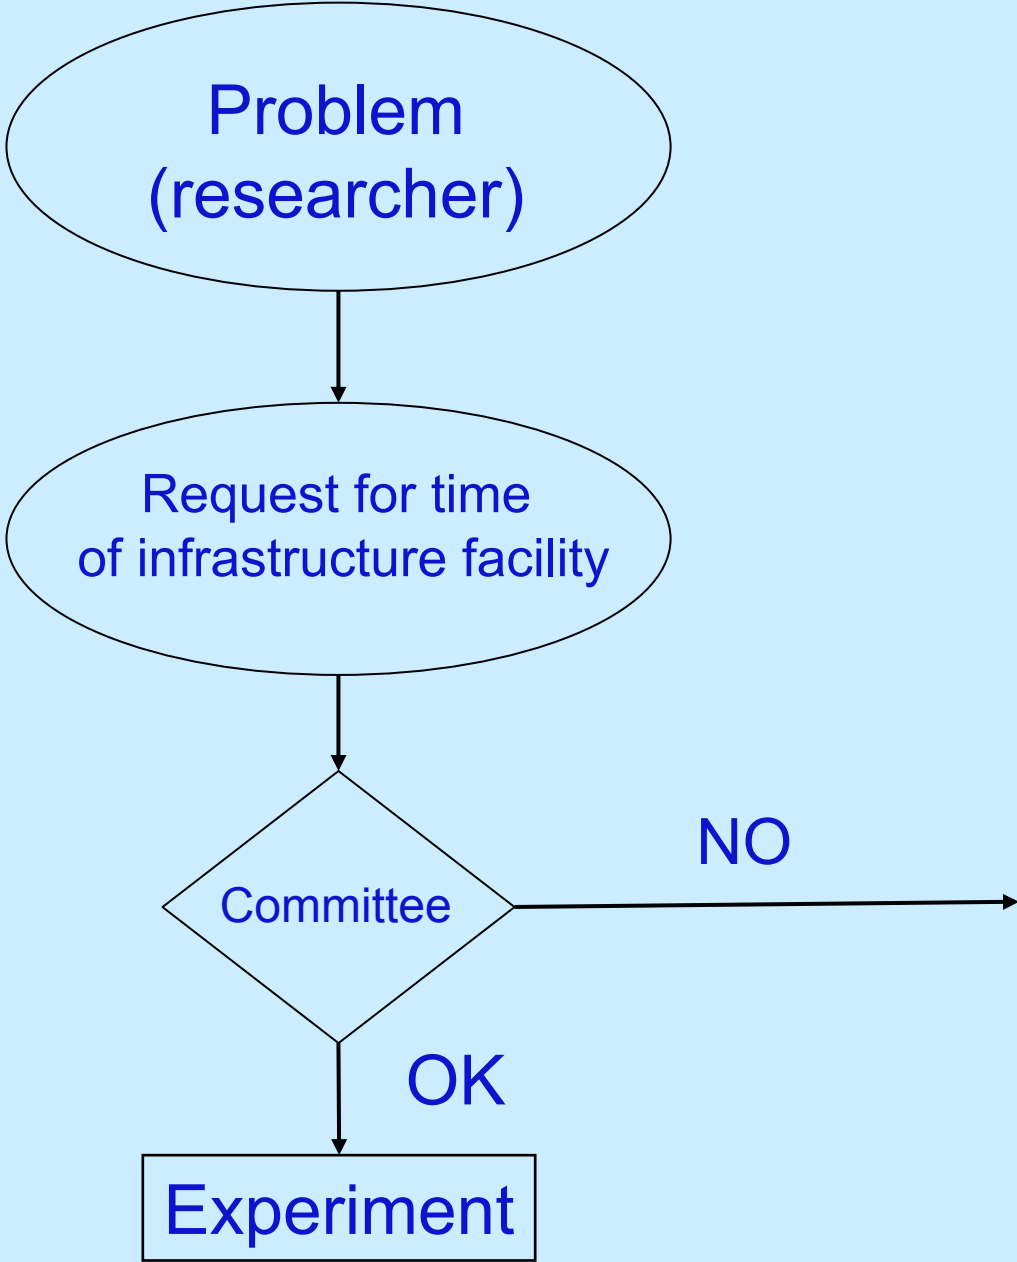 Problem
(researcher)
Request for time
of infrastructure facility
Committee
NO
OK
Experiment